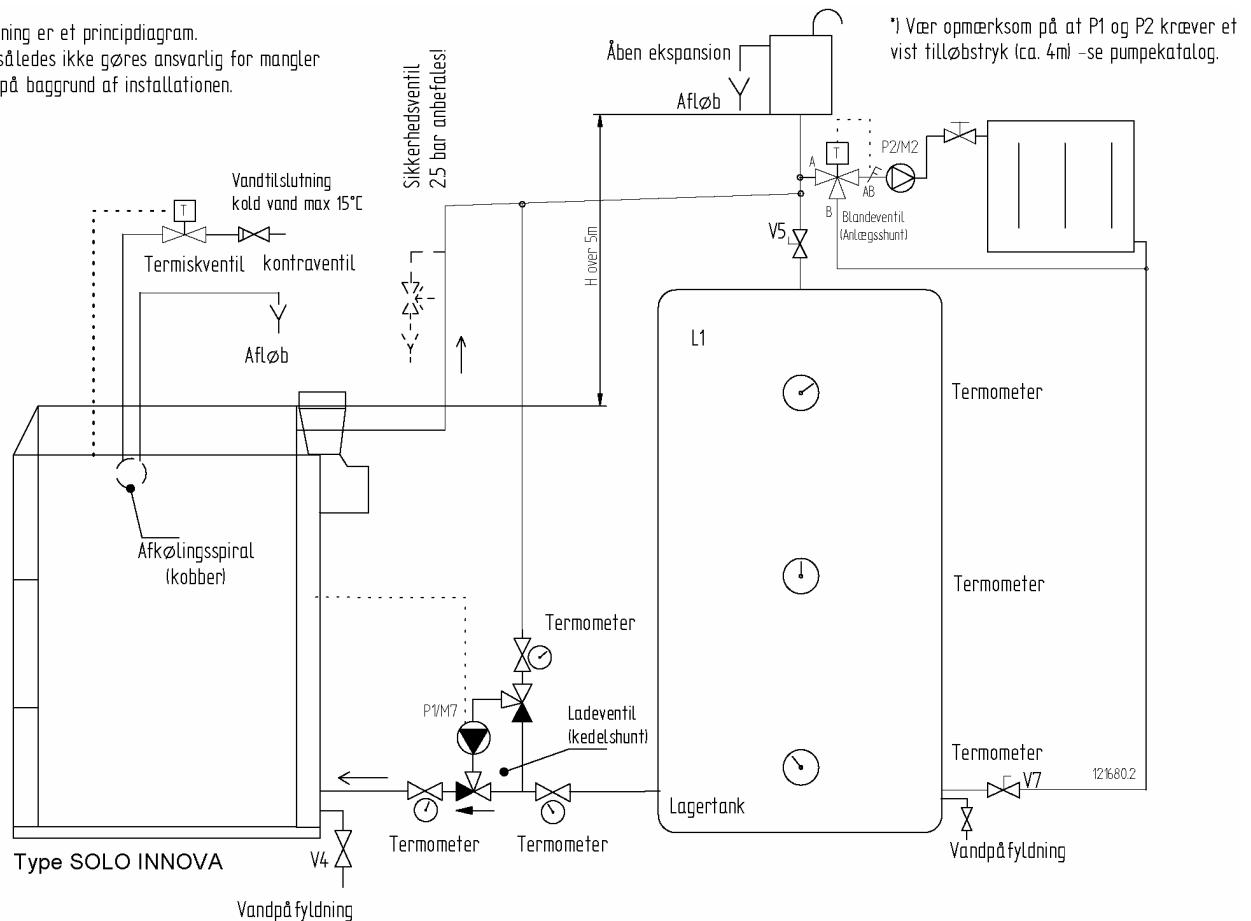 ning er et principdiagram.
således ikke gøres ansvarlig for mangler
på baggrund af installationen.
Sikkerhedsventil
2.5 bar anbefales!
Åben ekspansion
Afløb
*) Vær opmærksom på at P1 og P2 kræver et
vist tilløbstryk (ca. 4m) -se pumpekatalog.
Vandtilslutning
kold vand max 15°C
T
Termiskventil
kontraventil
Afløb
H over 5m
T
A
AB
B
P2/M2
Blandeventil
(Anlægsshunt)
V5
L1
Termometer
Afkølingsspiral
(kobber)
Termometer
Termometer
P1/M7
Ladeventil
(kedelshunt)
Termometer
121680.2
V7
Lagertank
Termometer
Termometer
Vandpåfyldning
Type SOLO INNOVA
V4
Vandpåfyldning